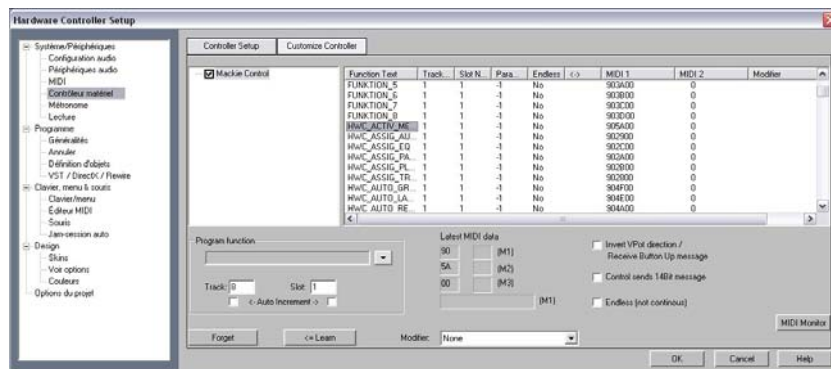 Hardware Controller Setup
Système/Périphériques
Configuration audio
Périphériques audio
MIDI
Contrôleur matériel
Métronome
Lecture
Programme
Généralités
Annuler
Définition d'objets
VST / DirectX / Rewire
Clavier, menu & souris
Clavier/menu
Editeur MIDI
Souris
Jam-cession auto
Design
Skins
Voir options
Couleurs
Options du projet
Controller Setup Customize Controller
Mackie Control
Function Text Track... Slot N... Para... Endless <-> MIDI 1 MIDI 2 Modifier
FUNKTION_5 1 1 -1 No 903A00 0
FUNKTION_6 1 1 -1 No 903B00 0
FUNKTION_7 1 1 -1 No 903C00 0
FUNKTION_8 1 1 -1 No 903D00 0
HWC_ACTIV_ME... 1 1 -1 No 905A00 0
HWC_ASSIG_AU... 1 1 -1 No 902900 0
HWC_ASSIG_EQ 1 1 -1 No 902C00 0
HWC_ASSIG_PA... 1 1 -1 No 902A00 0
HWC_ASSIG_PL... 1 1 -1 No 902B00 0
HWC_ASSIG_TR... 1 1 -1 No 902800 0
HWC_AUTO_GR... 1 1 -1 No 904F00 0
HWC_AUTO_LA... 1 1 -1 No 904E00 0
HWC_AUTO_RE... 1 1 -1 No 904A00 0
Program function
Track: 0 Slot: 1
<- Auto Increment ->
Forget <= Learn Modifier: None
Latest MIDI data
90 (M1)
5A (M2)
00 (M3)
(M1)
Invert VPot direction /
Receive Button Up message
Control sends 14Bit message
Endless (not continous)
MIDI Monitor
OK Cancel Help